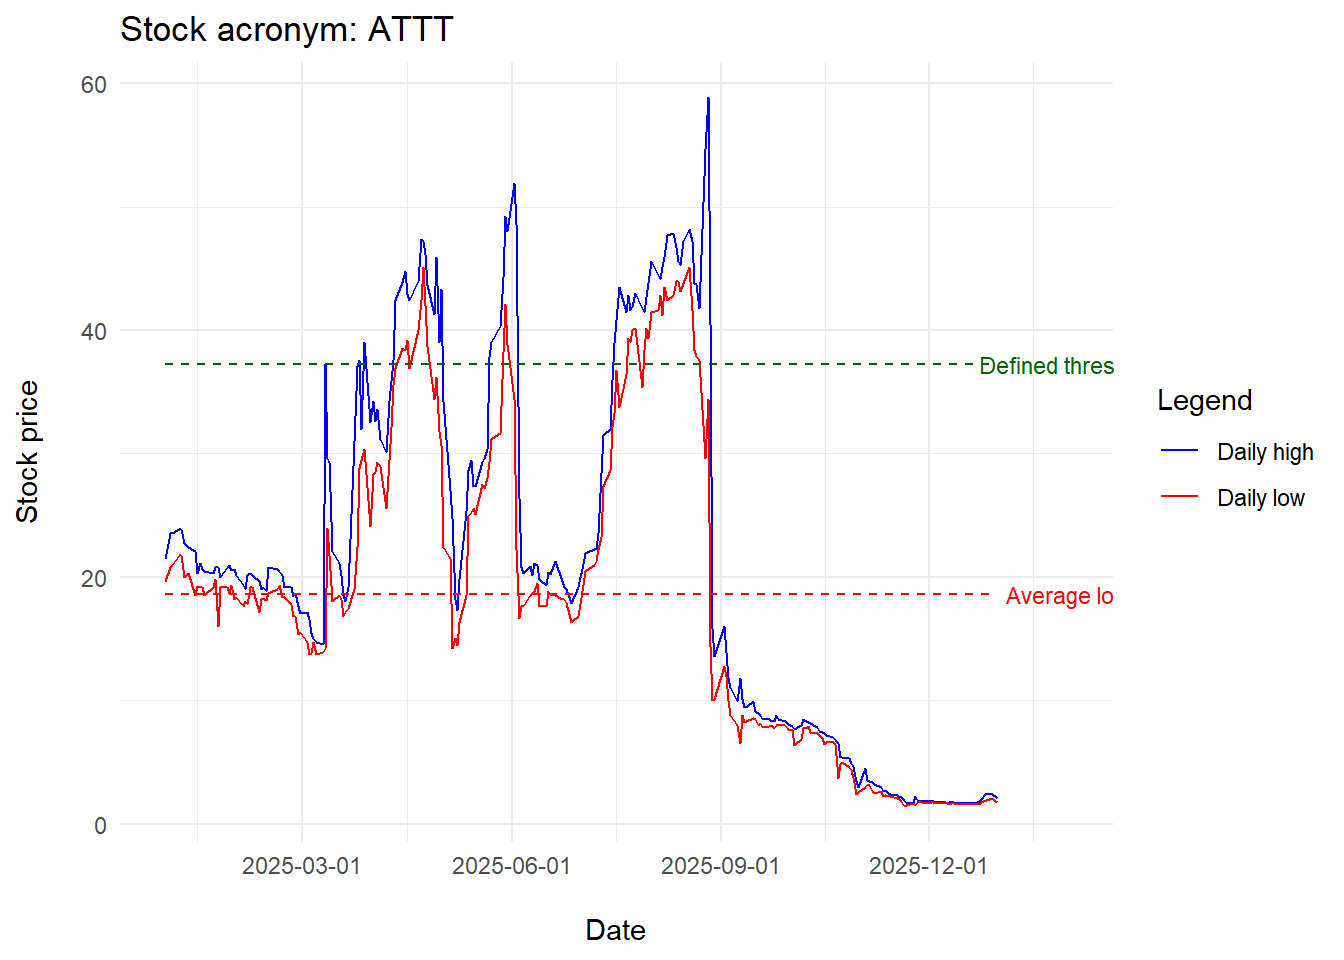 Stock acronym: ATTT
60
40
20
0
Stock price
Defined thres
Average lo
2025-03-01
2025-06-01
2025-09-01
2025-12-01
Date
Legend
Daily high
Daily low